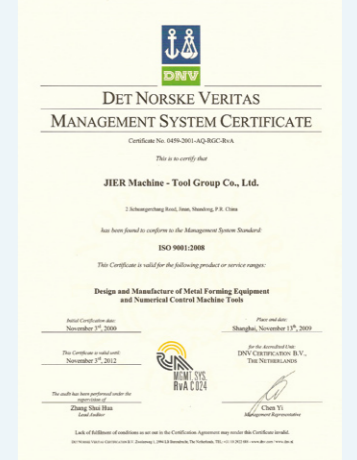 DNV
DET NORSKE VERITAS
MANAGEMENT SYSTEM CERTIFICATE
Certificate No. 0459-2001-AQ-RGC-RvA
This is to certify that
JIER Machine - Tool Group Co., Ltd.
2 Jichuangerchang Road, Jinan, Shandong, P.R. China
has been found to conform to the Management System Standard:
ISO 9001:2008
This Certificate is valid for the following product or service ranges:
Design and Manufacture of Metal Forming Equipment
and Numerical Control Machine Tools
Initial Certification date:
November 3rd, 2000
Place and date:
Shanghai, November 13th, 2009
This Certificate is valid until:
November 3rd, 2012
for the Accredited Unit:
DNV CERTIFICATION B.V.,
THE NETHERLANDS
RVA
MGMT. SYS.
RvA C 024
The audit has been performed under the
supervision of
Zhang Shui Hua
Lead Auditor
Chen Yi
Management Representative
Lack of fulfilment of conditions as set out in the Certification Agreement may render this Certificate invalid.